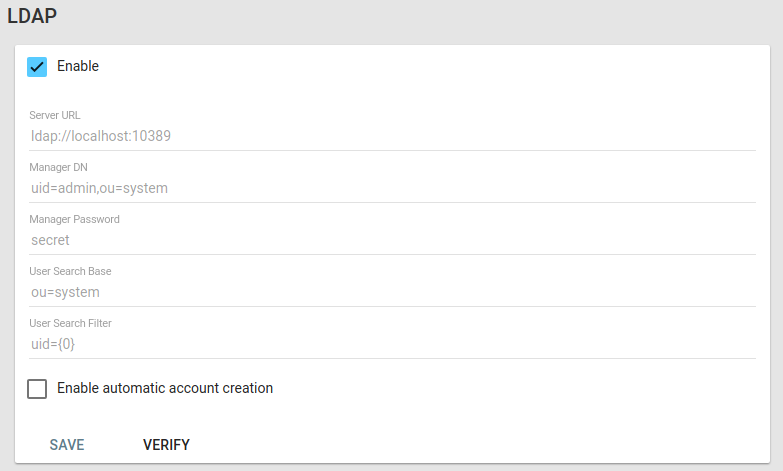 LDAP
Enable
Server URL
ldap://localhost:10389
Manager DN
uid=admin,ou=system
Manager Password
secret
User Search Base
ou=system
User Search Filter
uid={0}
Enable automatic account creation
SAVE VERIFY